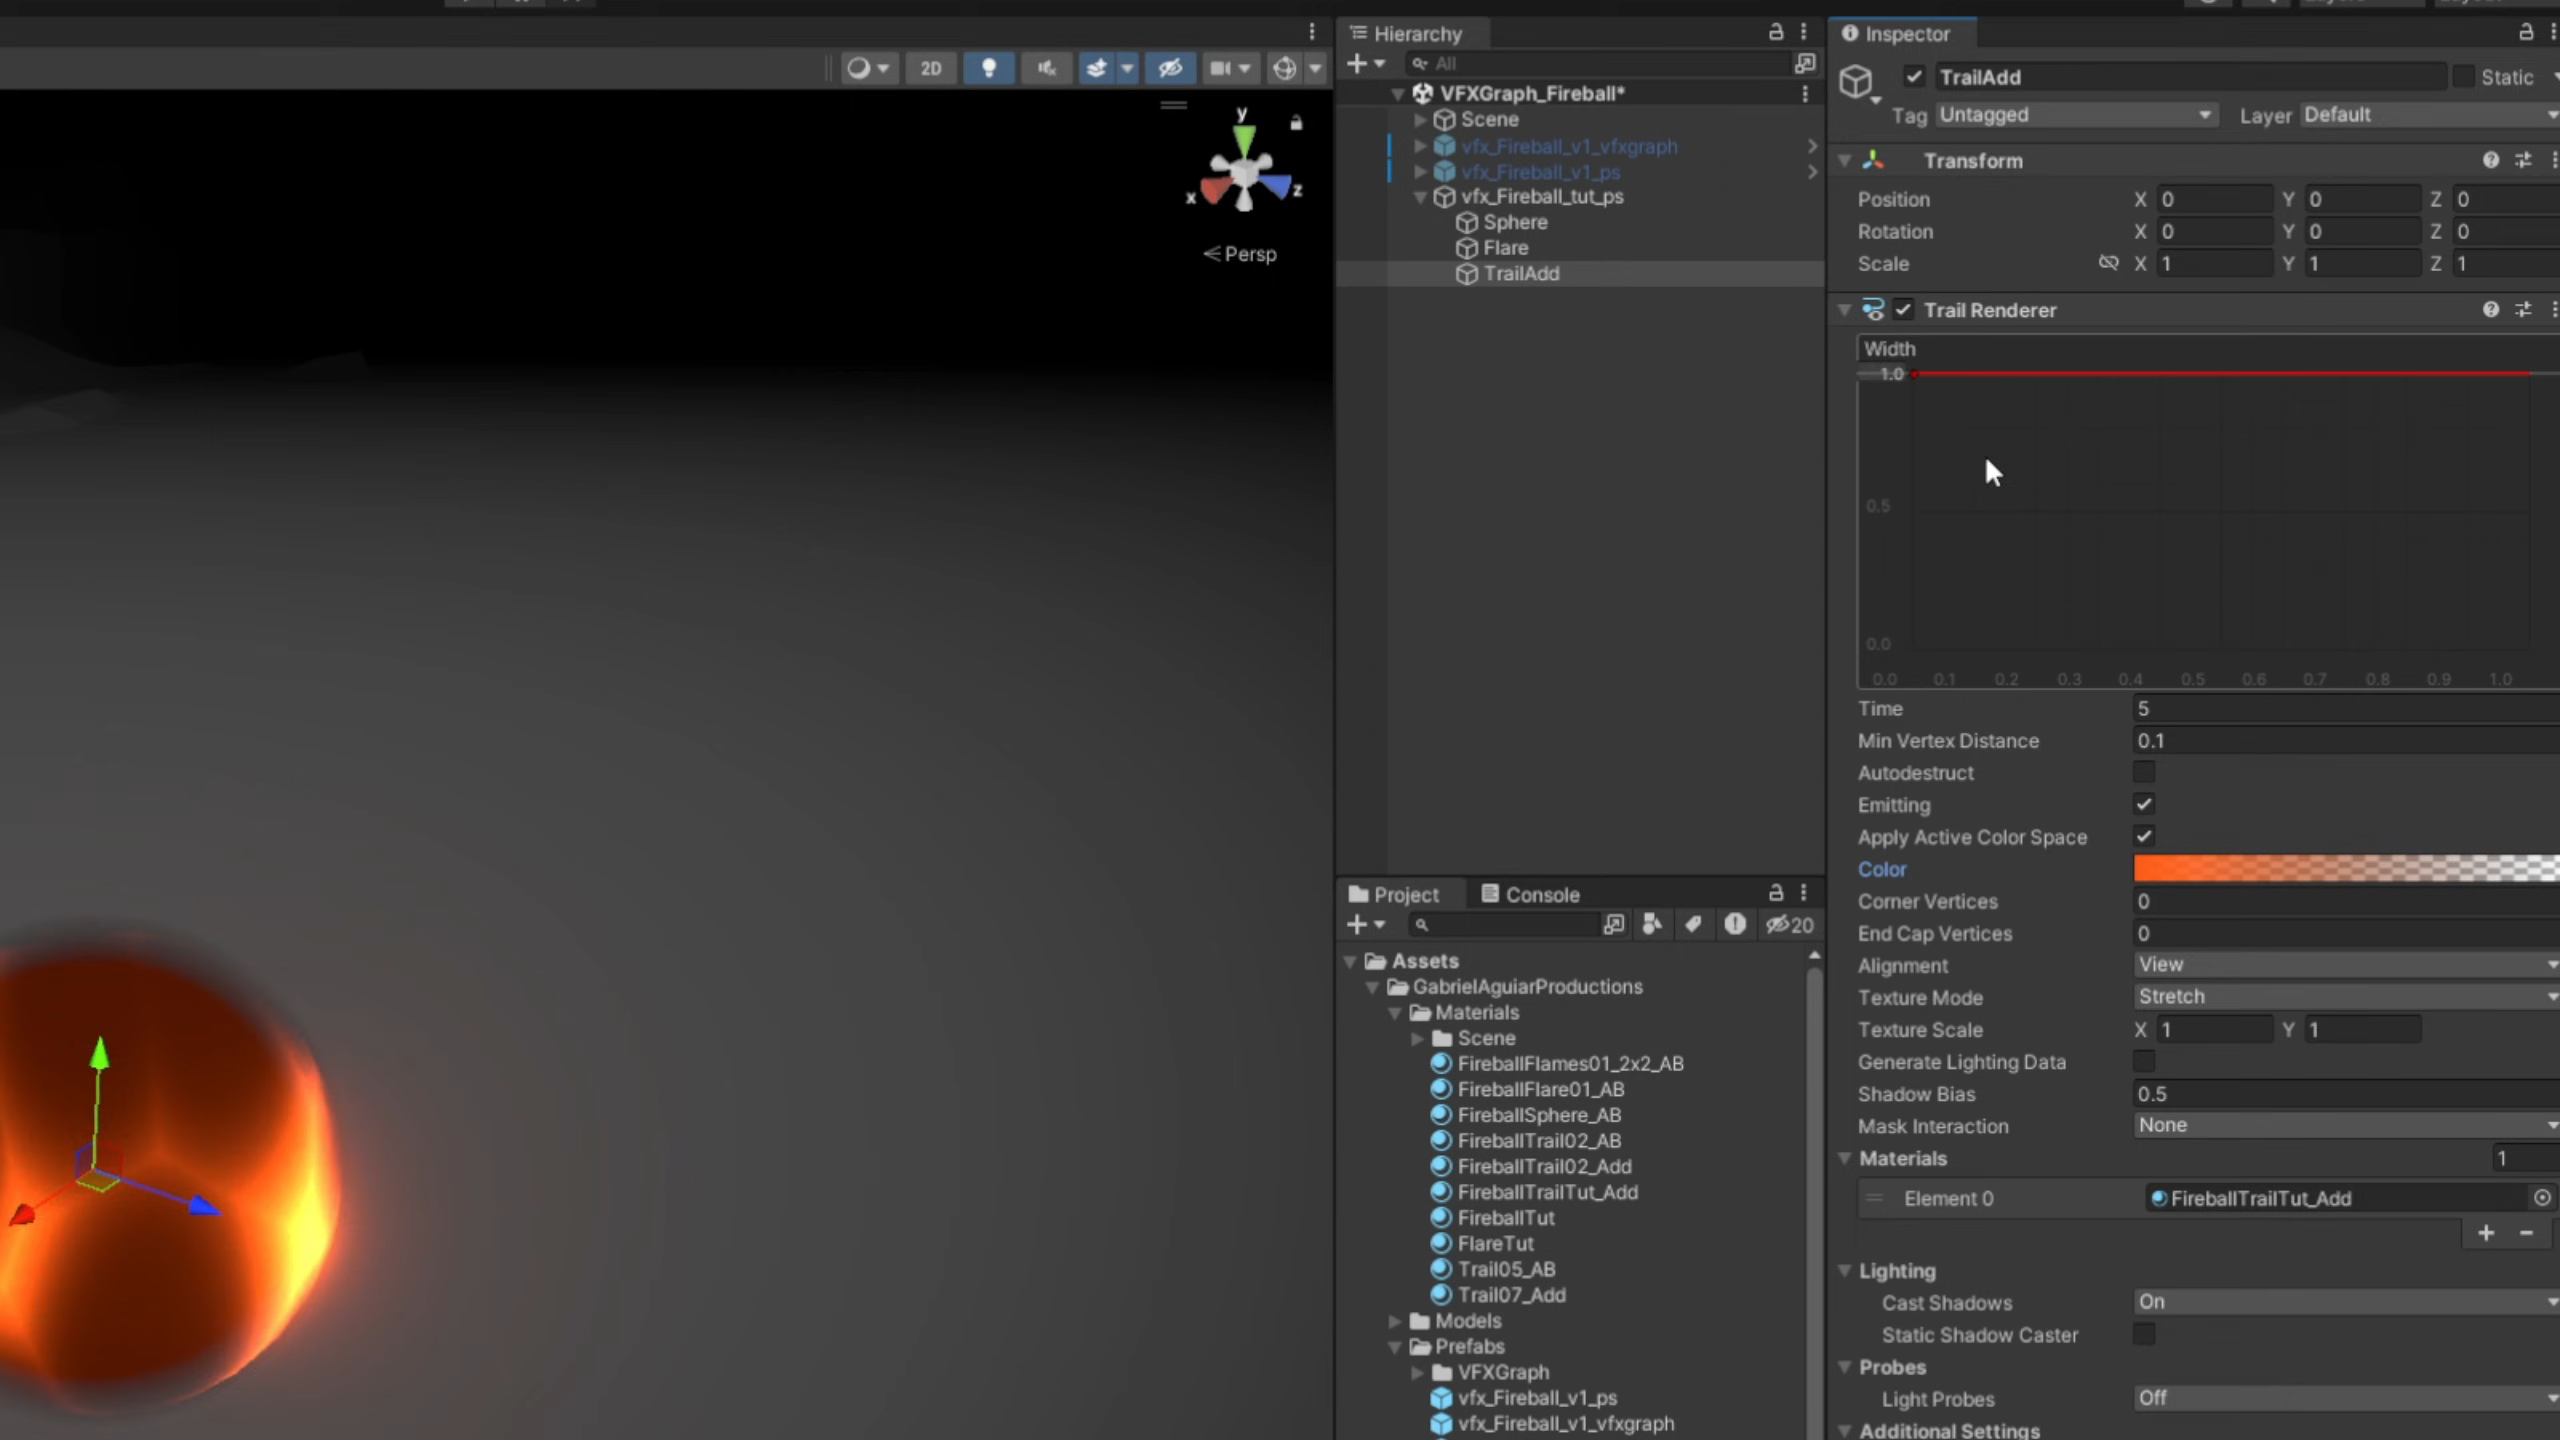 2D
y
x
z
< Persp
Hierarchy
All
VFXGraph_Fireball*
Scene
vfx_Fireball_v1_vfxgraph
vfx_Fireball_v1_ps
vfx_Fireball_tut_ps
Sphere
Flare
TrailAdd
Project
Console
20
Assets
GabrielAguiarProductions
Materials
Scene
FireballFlames01_2x2_AB
FireballFlare01_AB
FireballSphere_AB
FireballTrail02_AB
FireballTrail02_Add
FireballTrailTut_Add
FireballTut
FlareTut
Trail05_AB
Trail07_Add
Models
Prefabs
VFXGraph
vfx_Fireball_v1_ps
vfx_Fireball_v1_vfxgraph
Inspector
TrailAdd
Static
Tag Untagged Layer Default
Transform
Position X 0 Y 0 Z 0
Rotation X 0 Y 0 Z 0
Scale X 1 Y 1 Z 1
Trail Renderer
Width
1.0
0.5
0.0
0.0 0.1 0.2 0.3 0.4 0.5 0.6 0.7 0.8 0.9 1.0
Time 5
Min Vertex Distance 0.1
Autodestruct
Emitting
Apply Active Color Space
Color
Corner Vertices 0
End Cap Vertices 0
Alignment View
Texture Mode Stretch
Texture Scale X 1 Y 1
Generate Lighting Data
Shadow Bias 0.5
Mask Interaction None
Materials 1
Element 0 FireballTrailTut_Add
Lighting
Cast Shadows On
Static Shadow Caster
Probes
Light Probes Off
Additional Settings